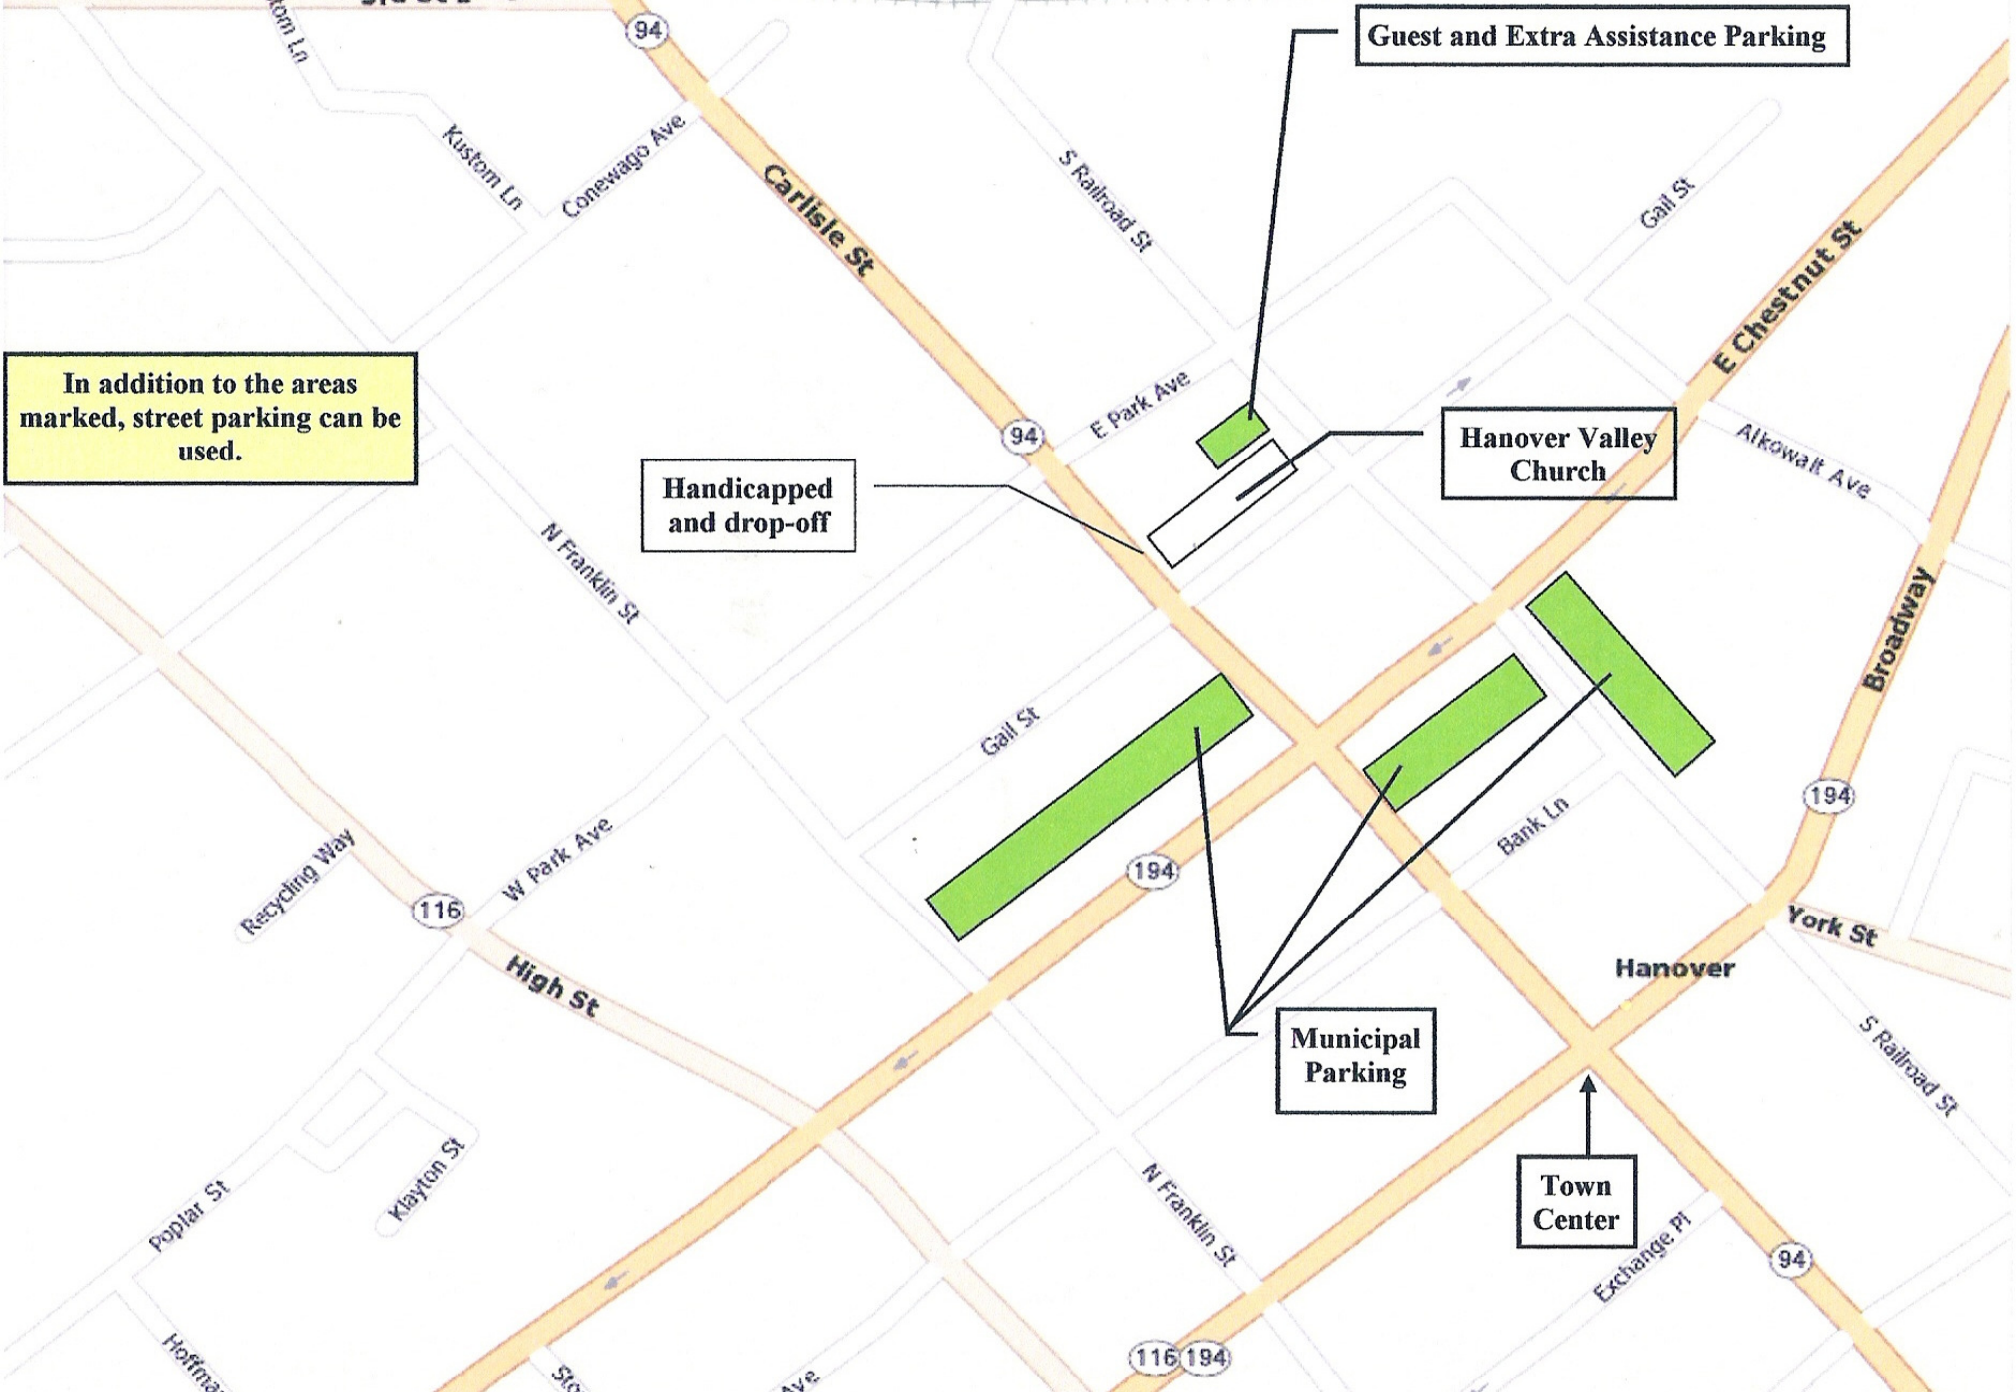 94
Guest and Extra Assistance Parking
Kustom Ln
Conewago Ave
Carlisle St
S Railroad St
Gail St
E Chestnut St
In addition to the areas
marked, street parking can be
used.
E Park Ave
94
Hanover Valley
Church
Alkowalt Ave
Handicapped
and drop-off
N Franklin St
Broadway
Gail St
194
Bank Ln
194
Recycling Way
W Park Ave
116
York St
Hanover
High St
Municipal
Parking
S Railroad St
Town
Center
Klayton St
Poplar St
N Franklin St
Exchange Pl
94
116
194
Ave